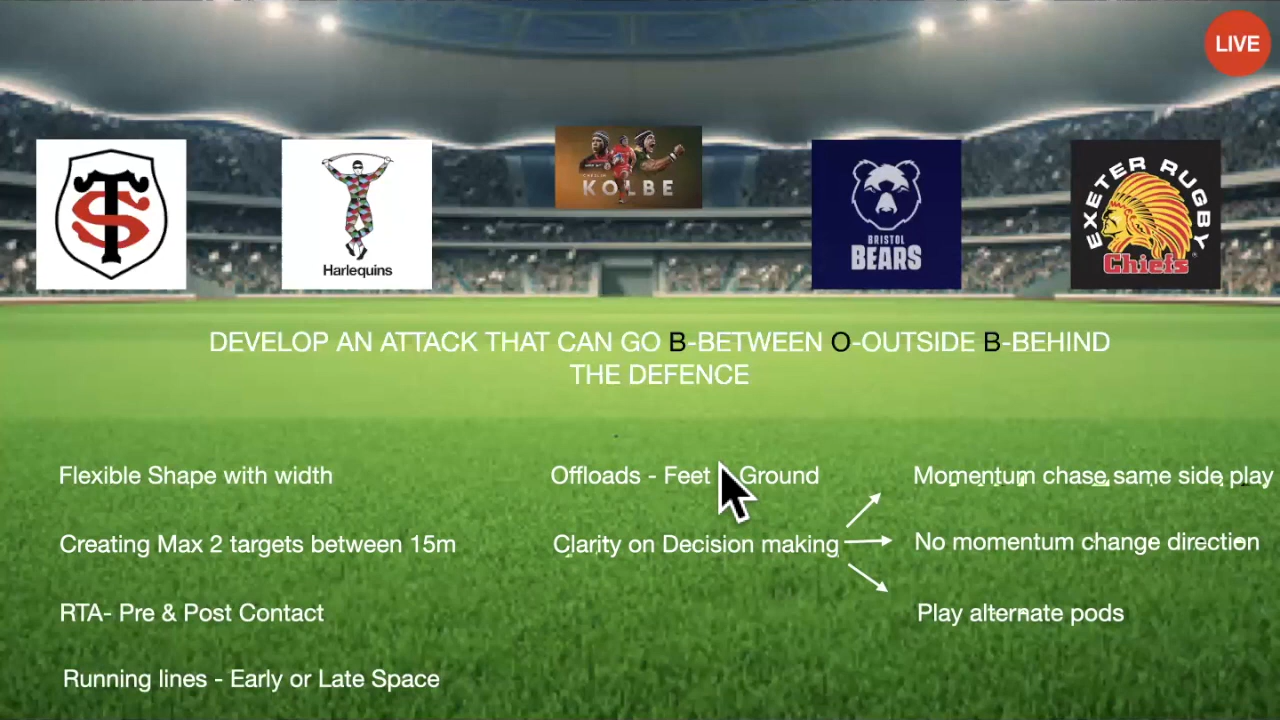 LIVE
ST
Harlequins
CHESLIN
KOLBE
BRISTOL
BEARS
EXETER RUGBY
Chiefs
DEVELOP AN ATTACK THAT CAN GO B-BETWEEN O-OUTSIDE B-BEHIND
THE DEFENCE
Flexible Shape with width
Offloads - Feet Ground
Momentum chase same side play
Creating Max 2 targets between 15m
Clarity on Decision making
No momentum change direction
RTA- Pre & Post Contact
Play alternate pods
Running lines - Early or Late Space